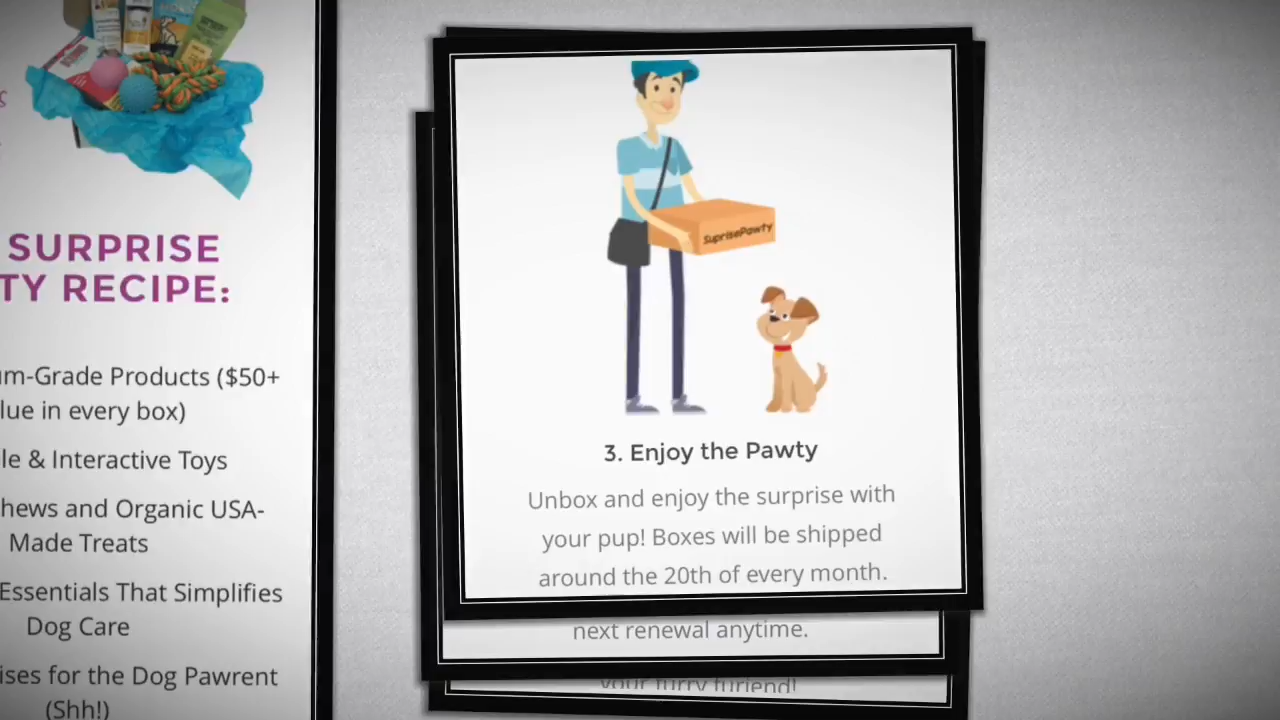 SURPRISE
TY RECIPE:
um-Grade Products ($50+
lue in every box)
le & Interactive Toys
hews and Organic USA-
Made Treats
Essentials That Simplifies
Dog Care
ises for the Dog Pawrent
(Shh!)
SuprisePawty
3. Enjoy the Pawty
Unbox and enjoy the surprise with
your pup! Boxes will be shipped
around the 20th of every month.
next renewal anytime.
your furry furiend!